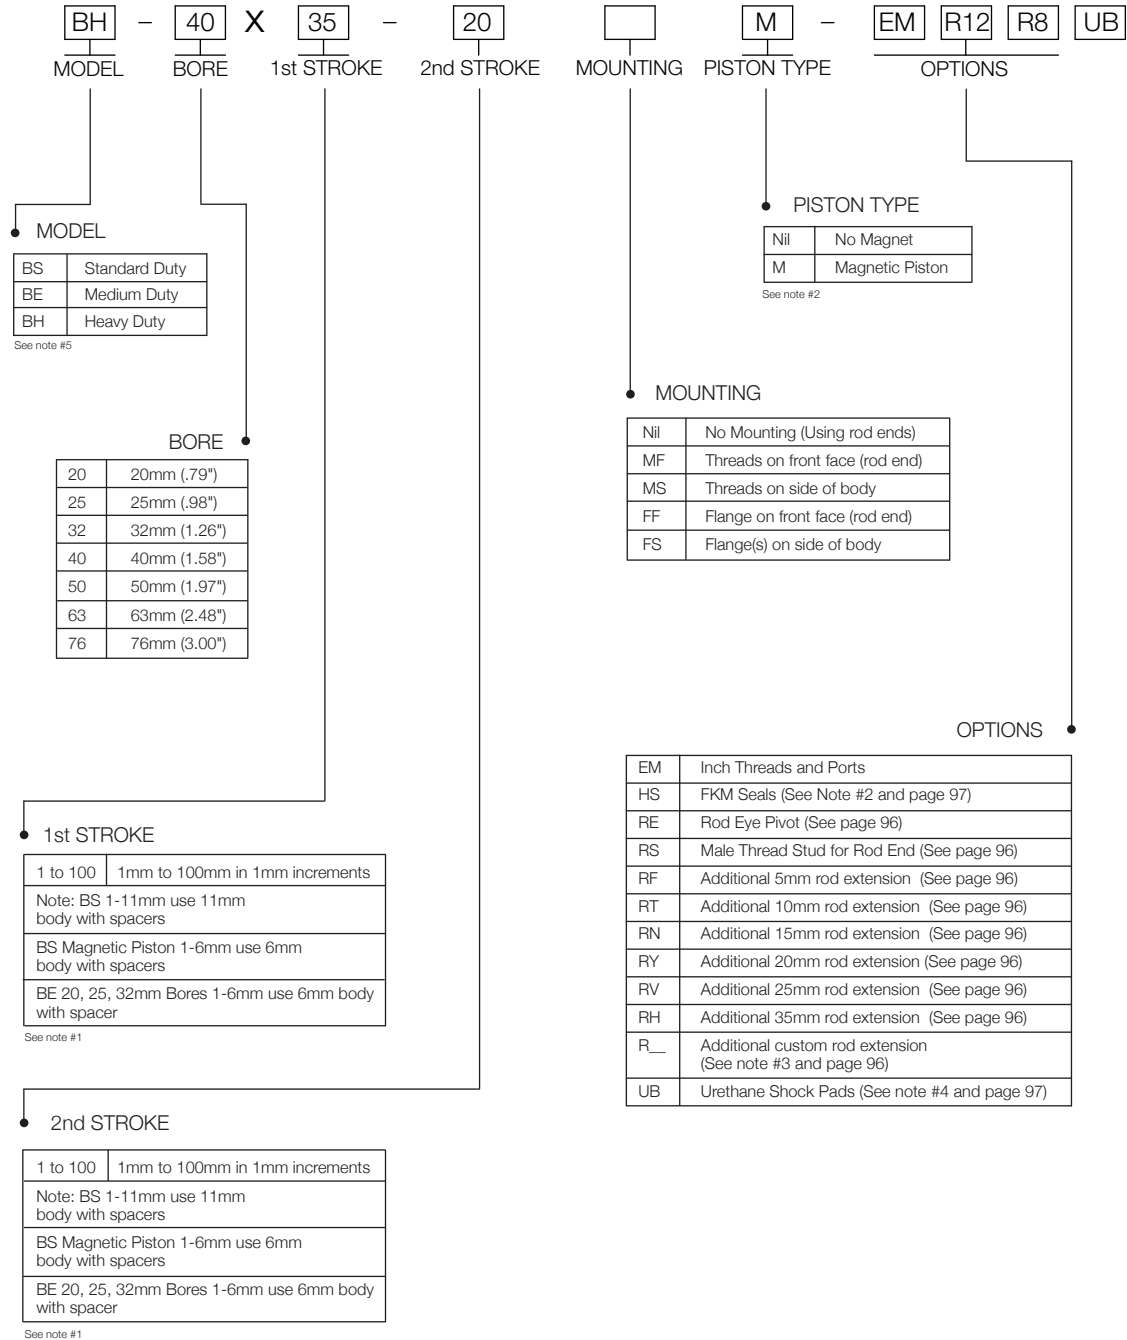 BH – 40 X 35 – 20 M – EM R12 R8 UB
MODEL BORE 1st STROKE 2nd STROKE MOUNTING PISTON TYPE OPTIONS
PISTON TYPE
Nil No Magnet
M Magnetic Piston
See note #2
MODEL
BS Standard Duty
BE Medium Duty
BH Heavy Duty
See note #5
MOUNTING
Nil No Mounting (Using rod ends)
MF Threads on front face (rod end)
MS Threads on side of body
FF Flange on front face (rod end)
FS Flange(s) on side of body
BORE
20 20mm (.79")
25 25mm (.98")
32 32mm (1.26")
40 40mm (1.58")
50 50mm (1.97")
63 63mm (2.48")
76 76mm (3.00")
OPTIONS
EM Inch Threads and Ports
HS FKM Seals (See Note #2 and page 97)
RE Rod Eye Pivot (See page 96)
RS Male Thread Stud for Rod End (See page 96)
RF Additional 5mm rod extension (See page 96)
RT Additional 10mm rod extension (See page 96)
RN Additional 15mm rod extension (See page 96)
RY Additional 20mm rod extension (See page 96)
RV Additional 25mm rod extension (See page 96)
RH Additional 35mm rod extension (See page 96)
R__ Additional custom rod extension
(See note #3 and page 96)
UB Urethane Shock Pads (See note #4 and page 97)
1st STROKE
1 to 100 1mm to 100mm in 1mm increments
Note: BS 1-11mm use 11mm
body with spacers
BS Magnetic Piston 1-6mm use 6mm
body with spacers
BE 20, 25, 32mm Bores 1-6mm use 6mm body
with spacer
See note #1
2nd STROKE
1 to 100 1mm to 100mm in 1mm increments
Note: BS 1-11mm use 11mm
body with spacers
BS Magnetic Piston 1-6mm use 6mm
body with spacers
BE 20, 25, 32mm Bores 1-6mm use 6mm body
with spacer
See note #1